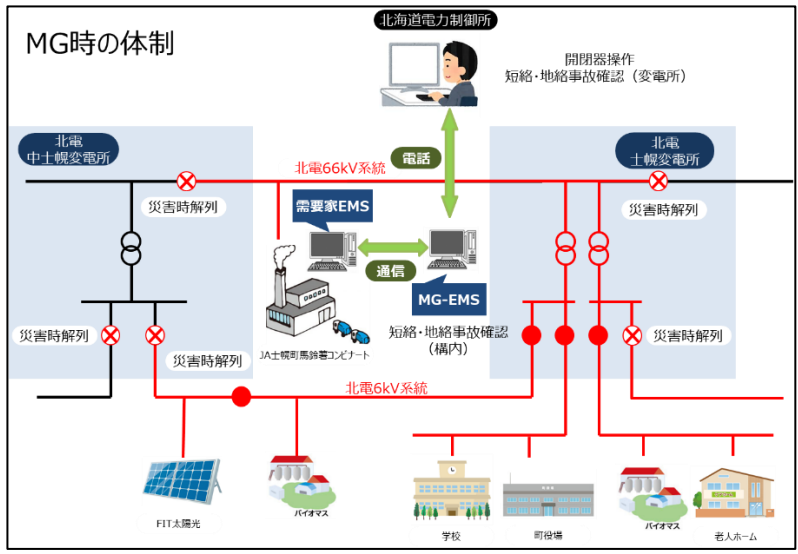 MG時の体制
北海道電力制御所
開閉器操作
短絡・地絡事故確認（変電所）
北電
中士幌変電所
北電
士幌変電所
電話
北電66kV系統
災害時解列
需要家EMS
災害時解列
通信
MG-EMS
短絡・地絡事故確認
（構内）
JA士幌町馬鈴薯コンビナート
災害時解列
災害時解列
災害時解列
北電6kV系統
FIT太陽光
バイオマス
学校
町役場
バイオマス
老人ホーム